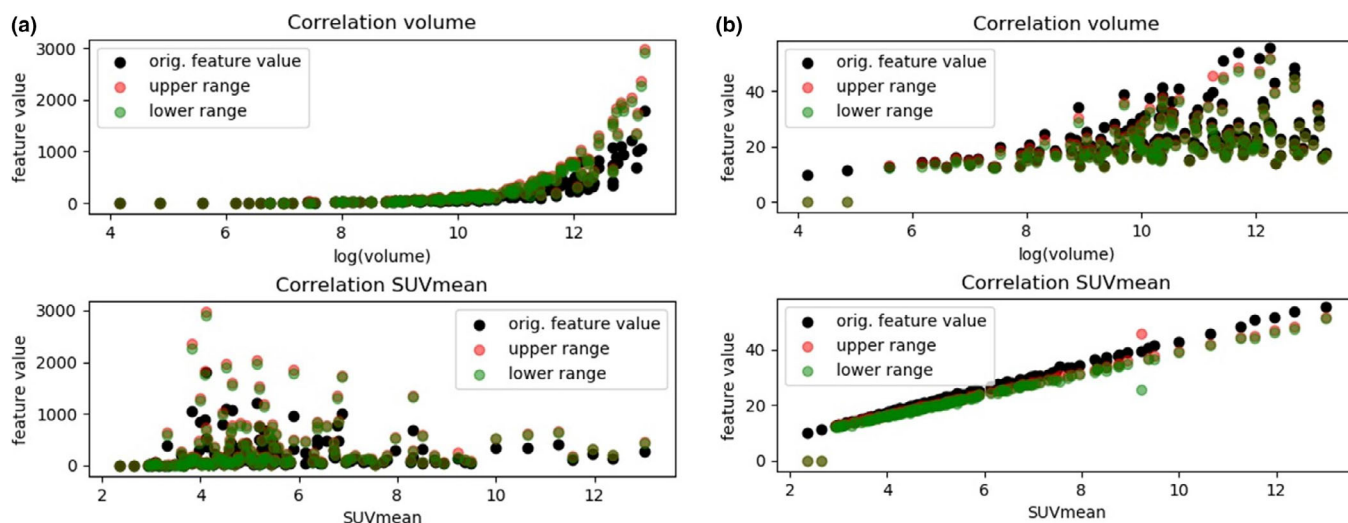 (a)
Correlation volume
3000
2000
1000
0
feature value
orig. feature value
upper range
lower range
4 6 8 10 12
log(volume)
Correlation SUVmean
3000
2000
1000
0
feature value
orig. feature value
upper range
lower range
2 4 6 8 10 12
SUVmean
(b)
Correlation volume
40
20
0
feature value
orig. feature value
upper range
lower range
4 6 8 10 12
log(volume)
Correlation SUVmean
40
20
0
feature value
orig. feature value
upper range
lower range
2 4 6 8 10 12
SUVmean